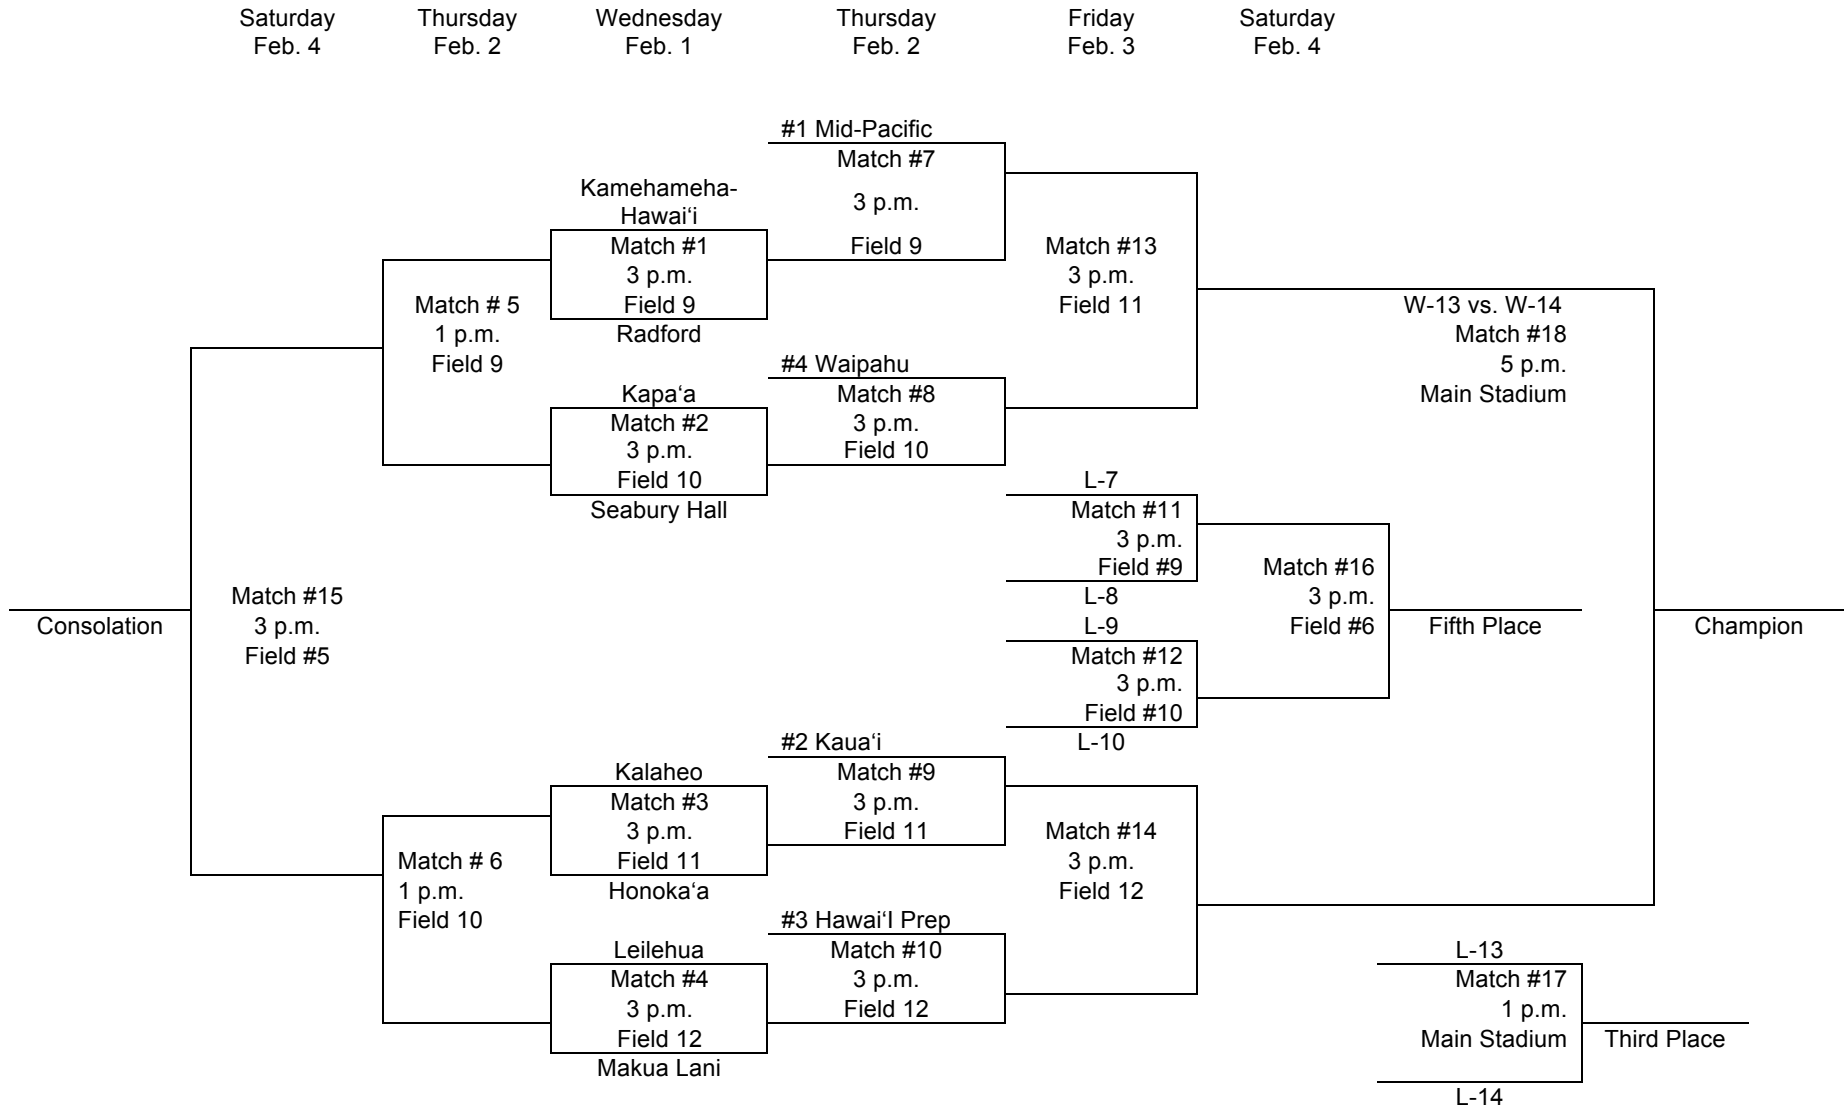 Saturday
Feb. 4
Thursday
Feb. 2
Wednesday
Feb. 1
Thursday
Feb. 2
Friday
Feb. 3
Saturday
Feb. 4
#1 Mid-Pacific
Match #7
3 p.m.
Field 9
Kamehameha-
Hawai‘i
Match #1
3 p.m.
Field 9
Radford
Match #13
3 p.m.
Field 11
Match # 5
1 p.m.
Field 9
W-13 vs. W-14
Match #18
5 p.m.
Main Stadium
#4 Waipahu
Match #8
3 p.m.
Field 10
Kapa‘a
Match #2
3 p.m.
Field 10
Seabury Hall
L-7
Match #11
3 p.m.
Field #9
L-8
L-9
Match #12
3 p.m.
Field #10
L-10
Match #16
3 p.m.
Field #6
Fifth Place
Champion
Match #15
3 p.m.
Field #5
Consolation
#2 Kaua‘i
Match #9
3 p.m.
Field 11
Kalaheo
Match #3
3 p.m.
Field 11
Honoka‘a
Match #14
3 p.m.
Field 12
Match # 6
1 p.m.
Field 10
#3 Hawai‘I Prep
Match #10
3 p.m.
Field 12
Leilehua
Match #4
3 p.m.
Field 12
Makua Lani
L-13
Match #17
1 p.m.
Main Stadium
Third Place
L-14